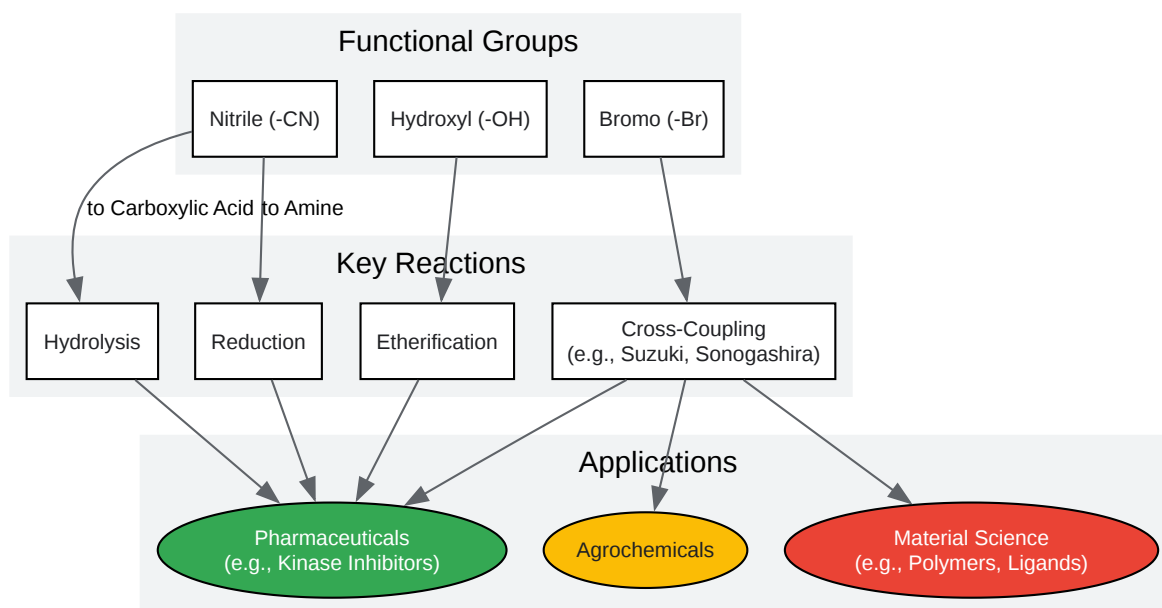 Functional Groups
Nitrile (-CN)
Hydroxyl (-OH)
Bromo (-Br)
to Carboxylic Acid
to Amine
Key Reactions
Hydrolysis
Reduction
Etherification
Cross-Coupling
(e.g., Suzuki, Sonogashira)
Applications
Pharmaceuticals
(e.g., Kinase Inhibitors)
Agrochemicals
Material Science
(e.g., Polymers, Ligands)